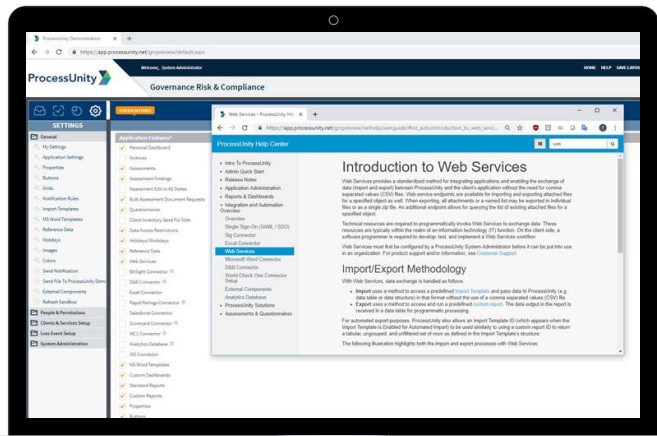 ProcessUnity Demonstration
https://app.processunity.net/grcpreview/default.aspx
ProcessUnity
Welcome, System Administrator
HOME HELP SAVE LAYOUT
Governance Risk & Compliance
SETTINGS
General
My Settings
Application Settings
Properties
Buttons
Grids
Notification Rules
Import Templates
MS Word Templates
Reference Data
Holidays
Images
Colors
Send Notification
Send File To ProcessUnity Demo
External Components
Refresh Sandbox
People & Permissions
Clients & Services Setup
Loss Event Setup
System Administration
Application Features*
Personal Dashboard
Archives
Assessments
Assessment Findings
Assessment Edit in All States
Bulk Assessment Document Requests
Questionnaires
Client Inventory Send For Vote
Data Access Restrictions
Holidays/Workdays
Reference Data
Web Services
BitSight Connector
D&B Connector
Excel Connector
Rapid Ratings Connector
Salesforce Connector
Scorecard Connector
WC1 Connector
Analytics Database
SIG Connector
MS Word Templates
Custom Dashboards
Standard Reports
Custom Reports
Properties
Buttons
Web Services - ProcessUnity He
ProcessUnity Help Center
web
Intro To ProcessUnity
Admin Quick Start
Release Notes
Application Administration
Reports & Dashboards
Integration and Automation
Overview
Overview
Single Sign-On (SAML / SSO)
Sig Connector
Excel Connector
Web Services
Microsoft Word Connector
D&B Connector
World Check One Connector
Setup
External Components
Analytics Database
ProcessUnity Solutions
Assessments & Questionnaires
Introduction to Web Services
Web Services provides a standardized method for integrating applications and enabling the exchange of
data (import and export) between ProcessUnity and the client's application without the need for comma
separated values (CSV) files. Web service endpoints are available for importing and exporting attached files
for a specified object as well. When exporting, all attachments or a named list may be exported in individual
files or as a single zip file. An additional endpoint allows for querying the list of existing attached files for a
specified object.
Technical resources are required to programmatically invoke Web Services to exchange data. These
resources are typically within the realm of an information technology (IT) function. On the client side, a
software programmer is required to develop, test, and implement a Web Services workflow.
Web Services must first be configured by a ProcessUnity System Administrator before it can be put into use
in an organization. For product support and/or information, see Customer Support.
Import/Export Methodology
With Web Services, data exchange is handled as follows:
Import uses a method to access a predefined Import Template and pass data to ProcessUnity (e.g.,
data table or data structure) in that format without the use of a comma separated values (CSV) file.
Export uses a method to access and run a predefined custom report. The data output in the report is
received in a data table for programmatic processing
For automated export purposes, ProcessUnity also allows an Import Template ID (which appears when the
Import Template is Enabled for Automated Import) to be used similarly to using a custom report ID to return
a tabular, ungrouped, and unfiltered set of rows as defined in the Import Template's structure.
The following illustration highlights both the import and export processes with Web Services